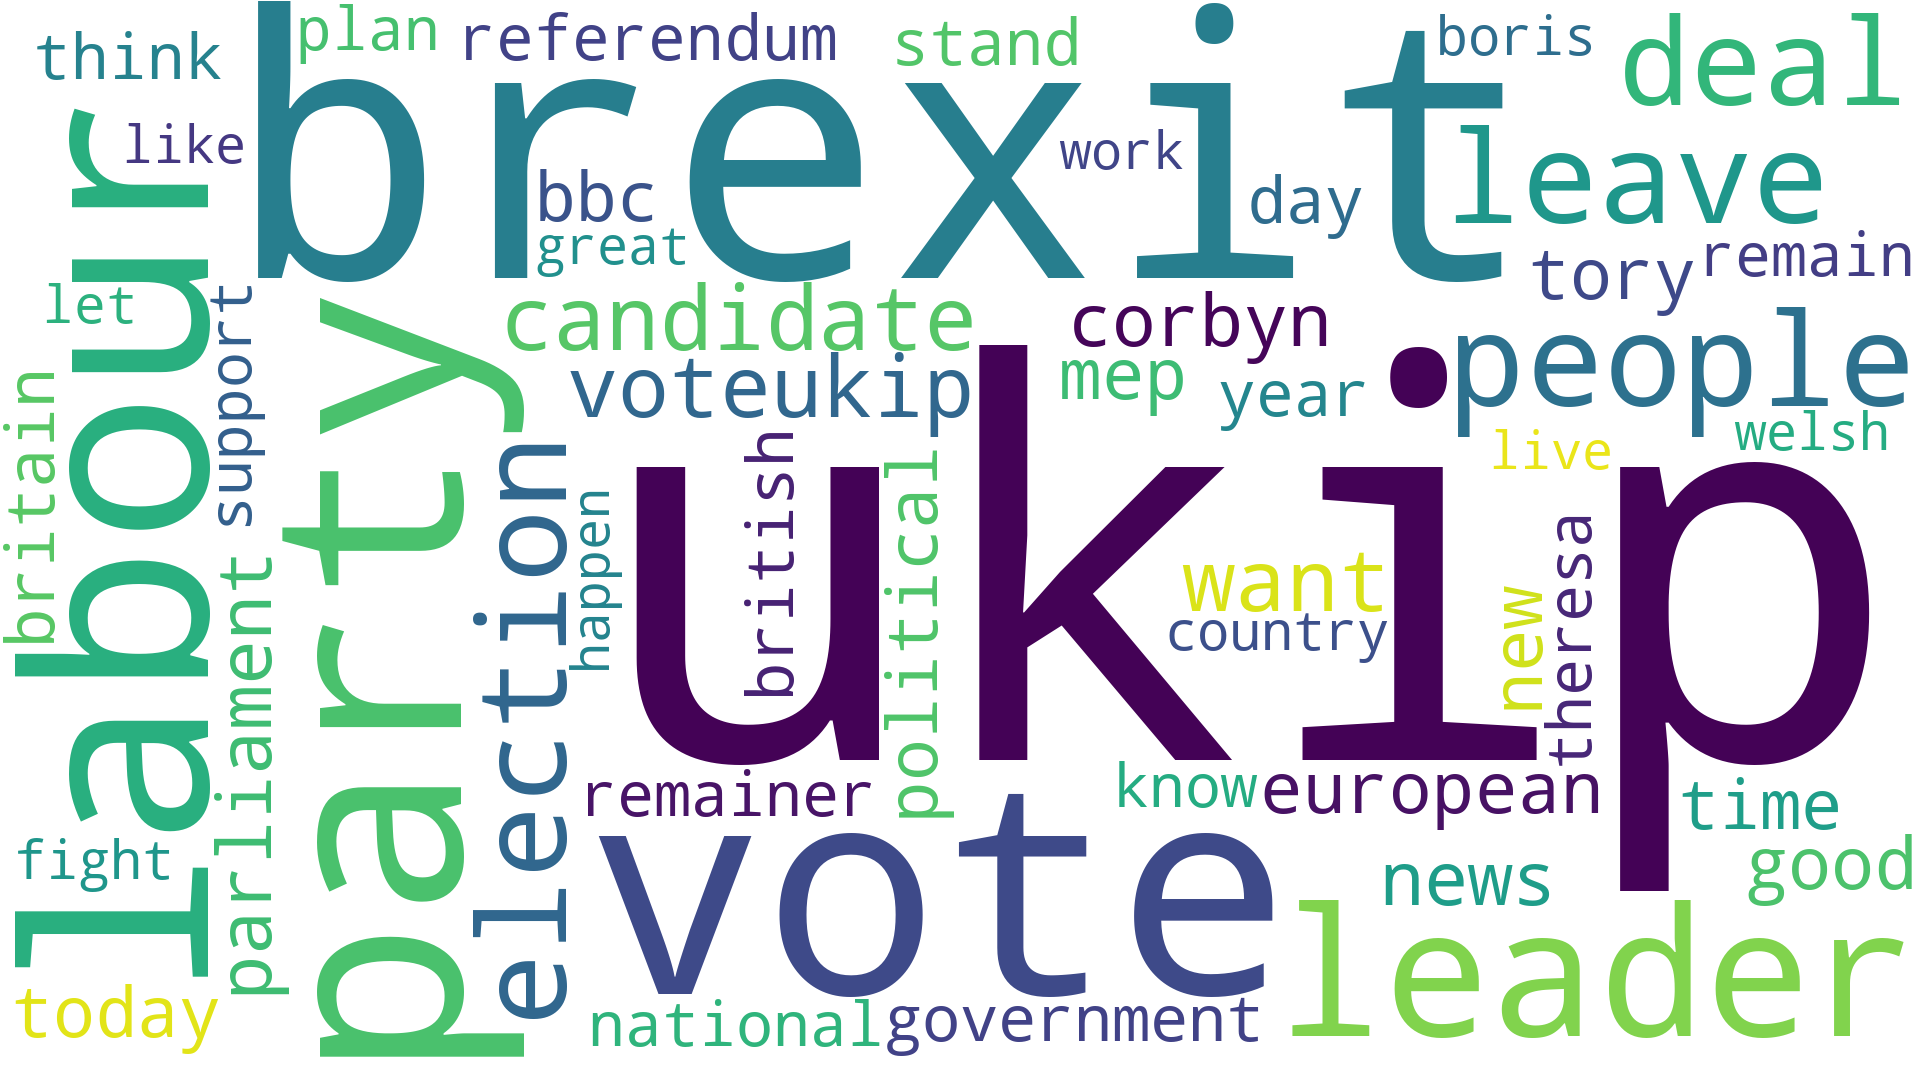 think
plan
referendum
stand
boris
deal
like
brexit
work
leave
bbc
day
great
tory
remain
let
labour
support
party
candidate
corbyn
people
voteukip
mep
year
welsh
britain
election
british
political
ukip
live
happen
want
country
new
theresa
parliament
remainer
know
european
time
fight
vote
news
good
leader
today
national
government